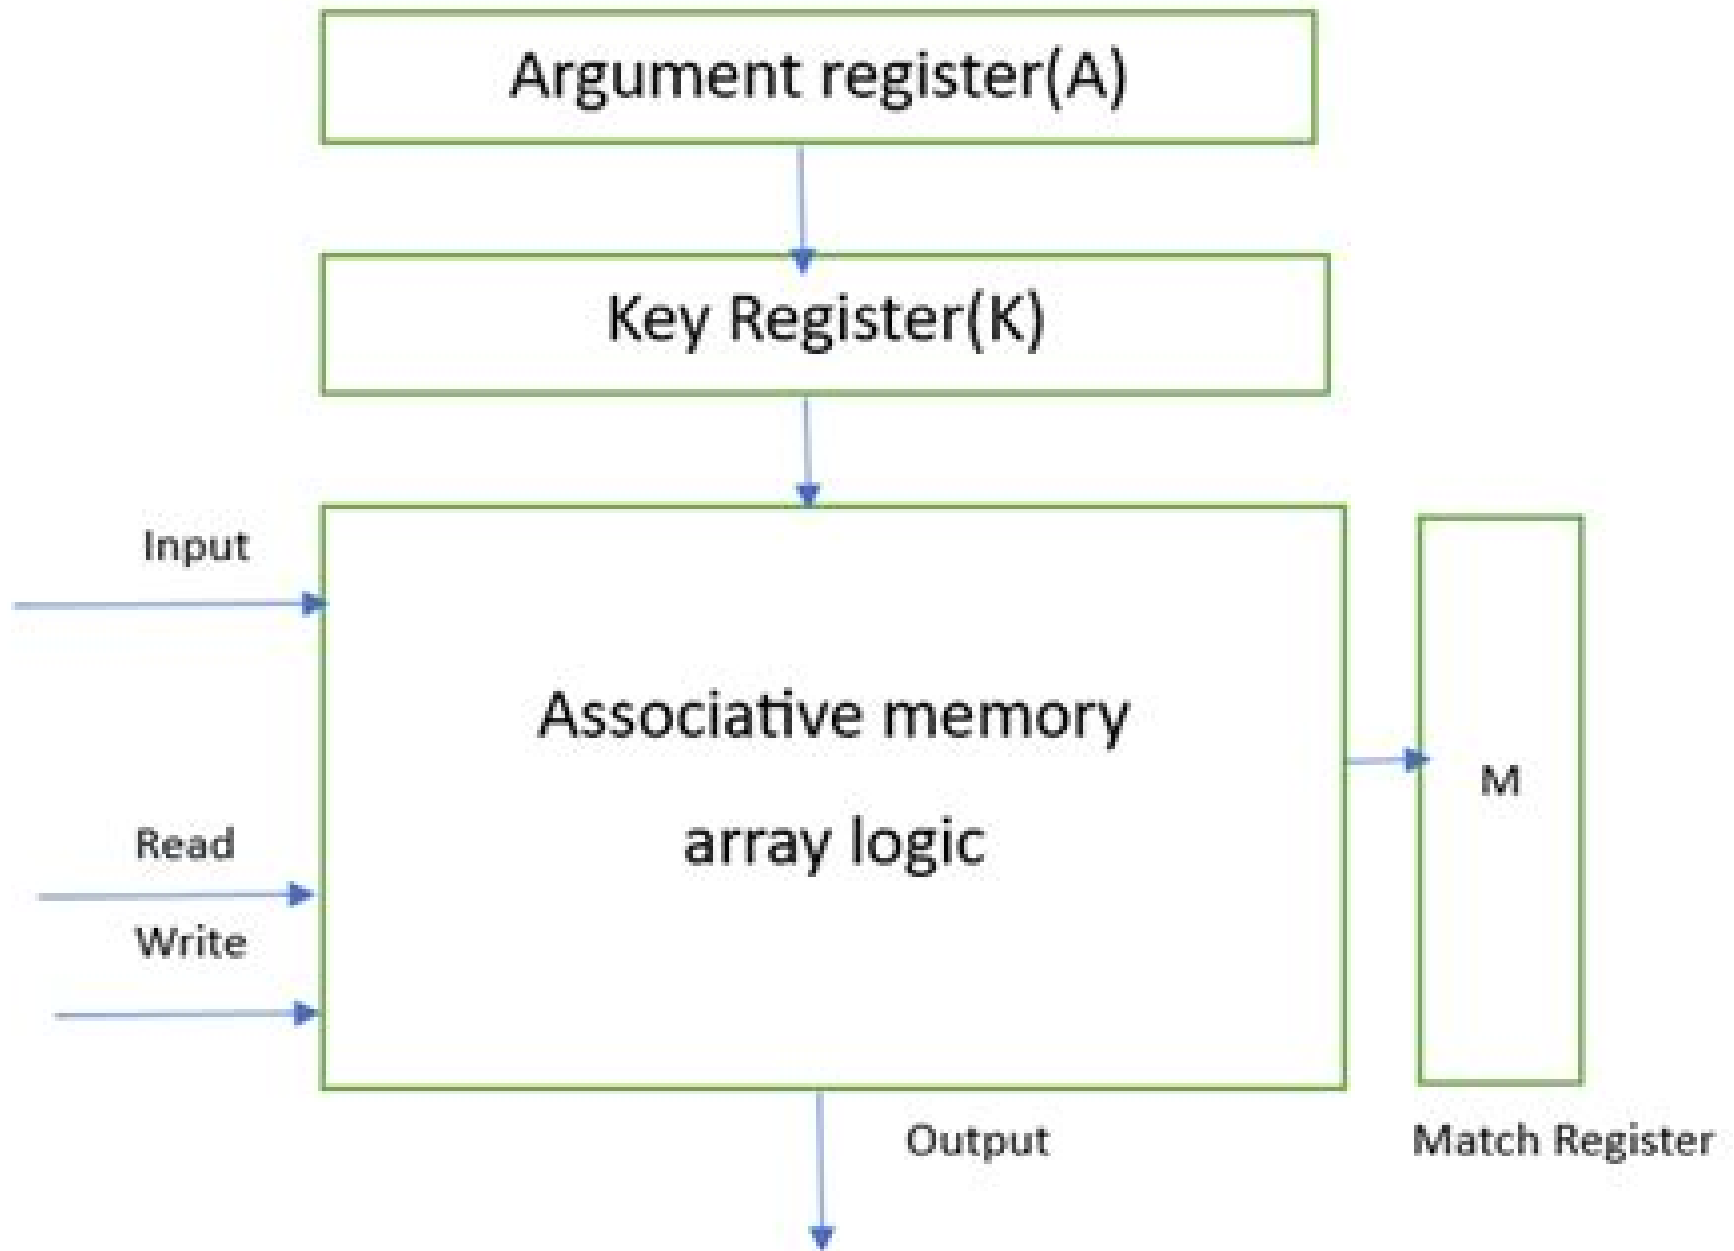 Argument register(A)
Key Register(K)
Input
Associative memory
array logic
M
Read
Write
Output
Match Register